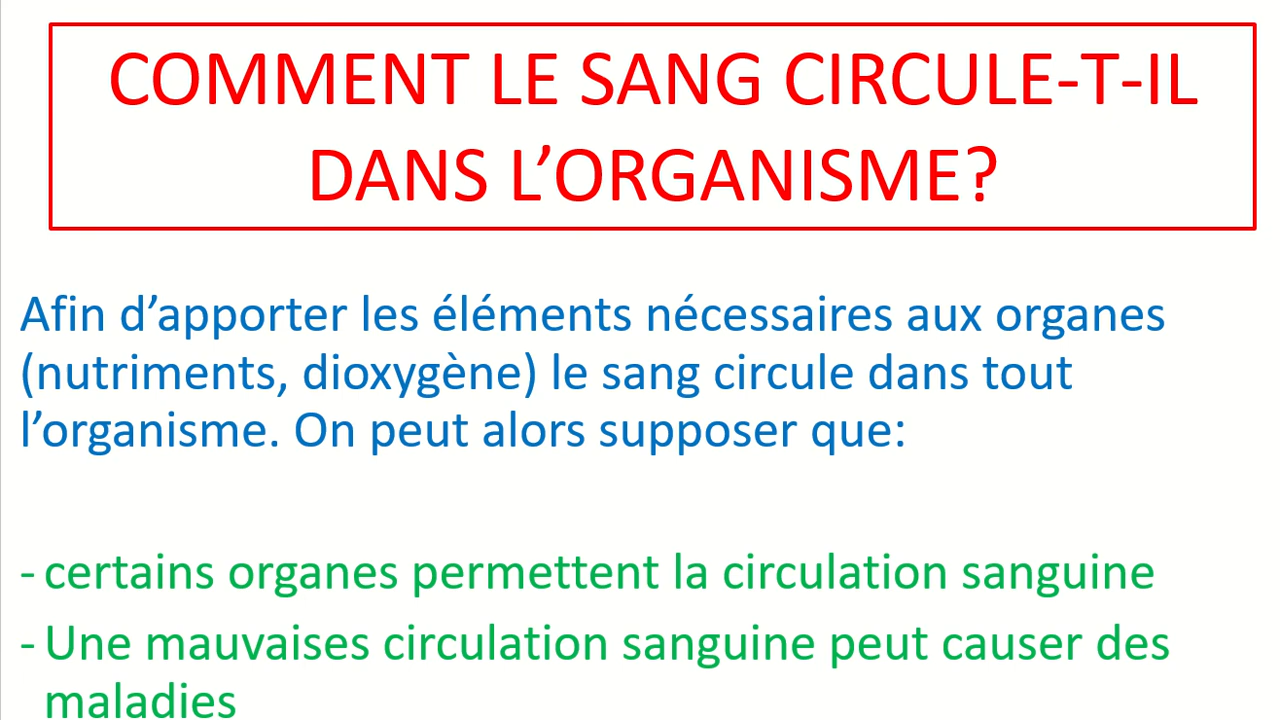 COMMENT LE SANG CIRCULE-T-IL
DANS L’ORGANISME?
Afin d’apporter les éléments nécessaires aux organes
(nutriments, dioxygène) le sang circule dans tout
l’organisme. On peut alors supposer que:
- certains organes permettent la circulation sanguine
- Une mauvaises circulation sanguine peut causer des
maladies